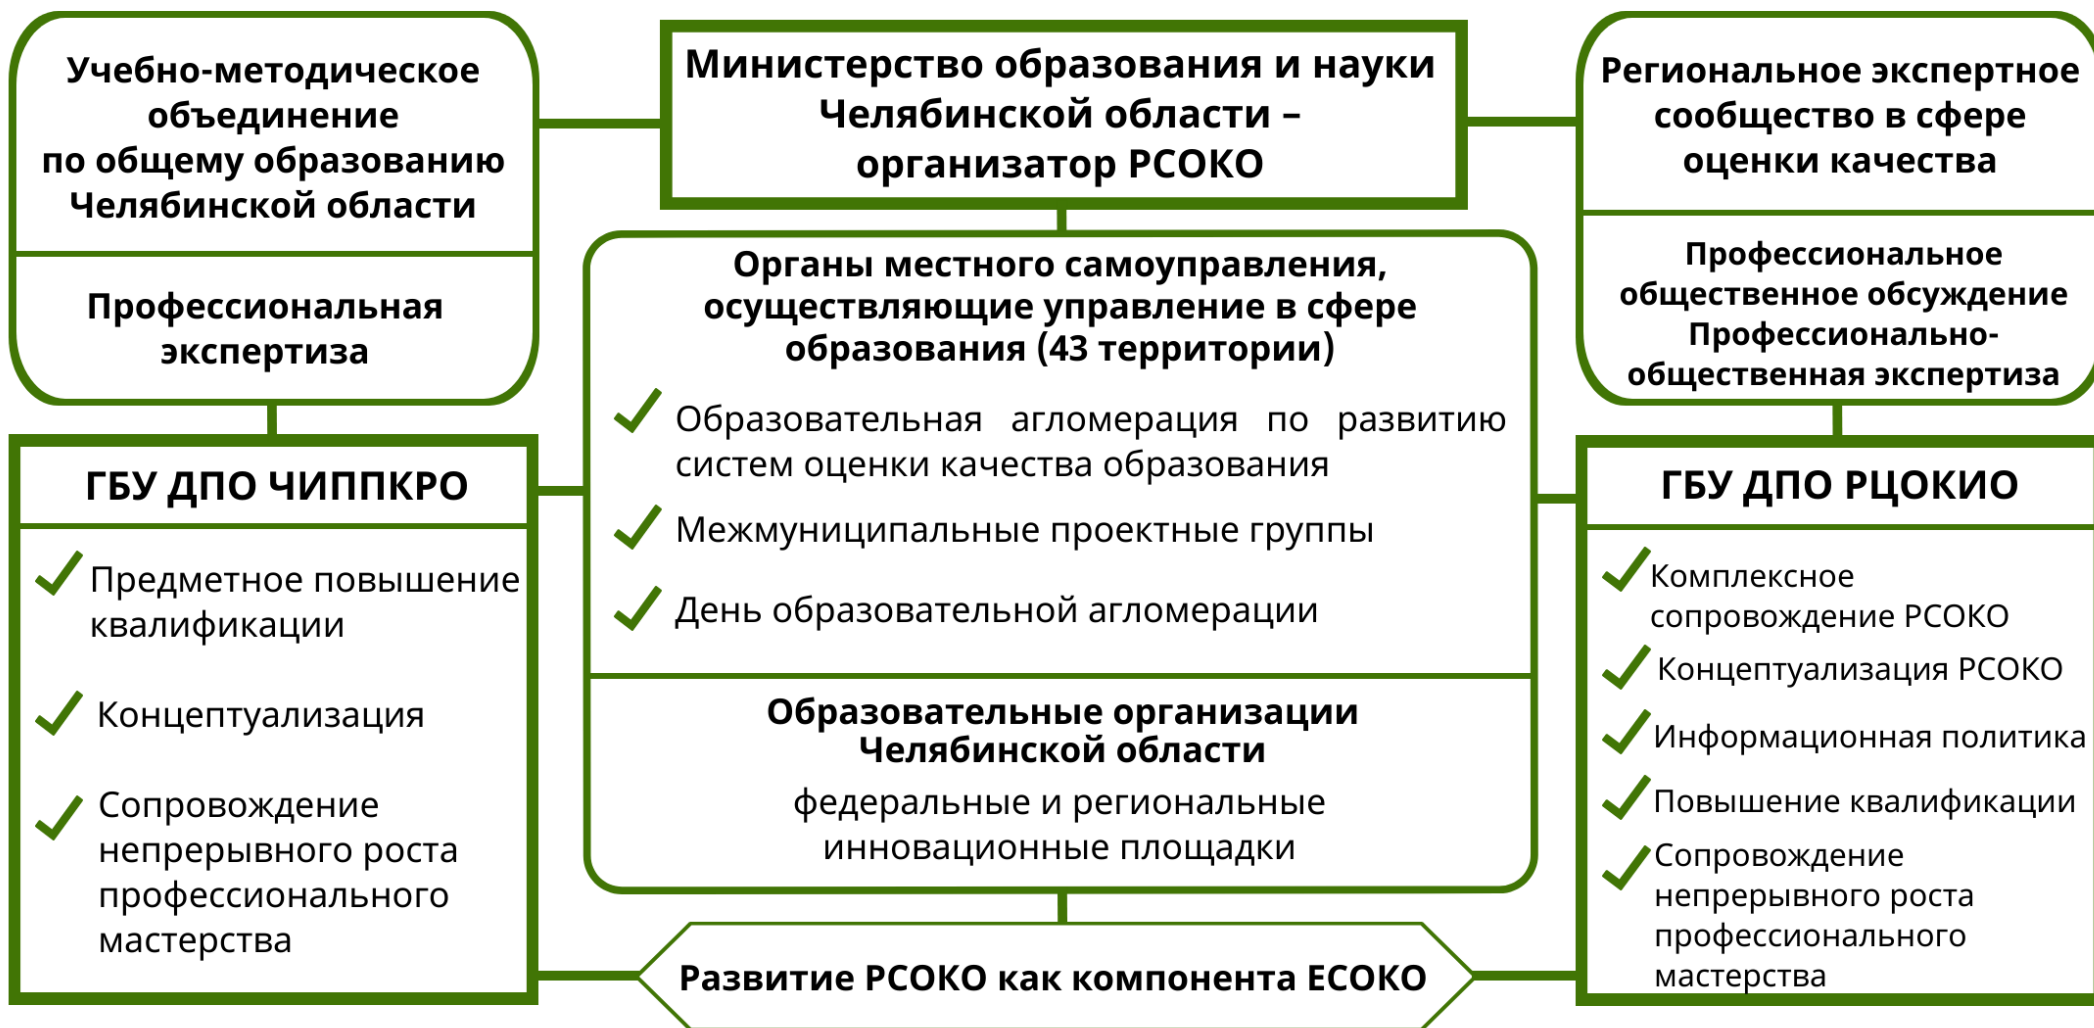 Учебно-методическое
объединение
по общему образованию
Челябинской области
Профессиональная
экспертиза
Министерство образования и науки
Челябинской области –
организатор РСОКО
Региональное экспертное
сообщество в сфере
оценки качества
Профессиональное
общественное обсуждение
Профессионально-
общественная экспертиза
Органы местного самоуправления,
осуществляющие управление в сфере
образования (43 территории)
Образовательная агломерация по развитию
систем оценки качества образования
Межмуниципальные проектные группы
День образовательной агломерации
Образовательные организации
Челябинской области
федеральные и региональные
инновационные площадки
ГБУ ДПО ЧИППКРО
Предметное повышение
квалификации
Концептуализация
Сопровождение
непрерывного роста
профессионального
мастерства
ГБУ ДПО РЦОКИО
Комплексное
сопровождение РСОКО
Концептуализация РСОКО
Информационная политика
Повышение квалификации
Сопровождение
непрерывного роста
профессионального
мастерства
Развитие РСОКО как компонента ЕСОКО